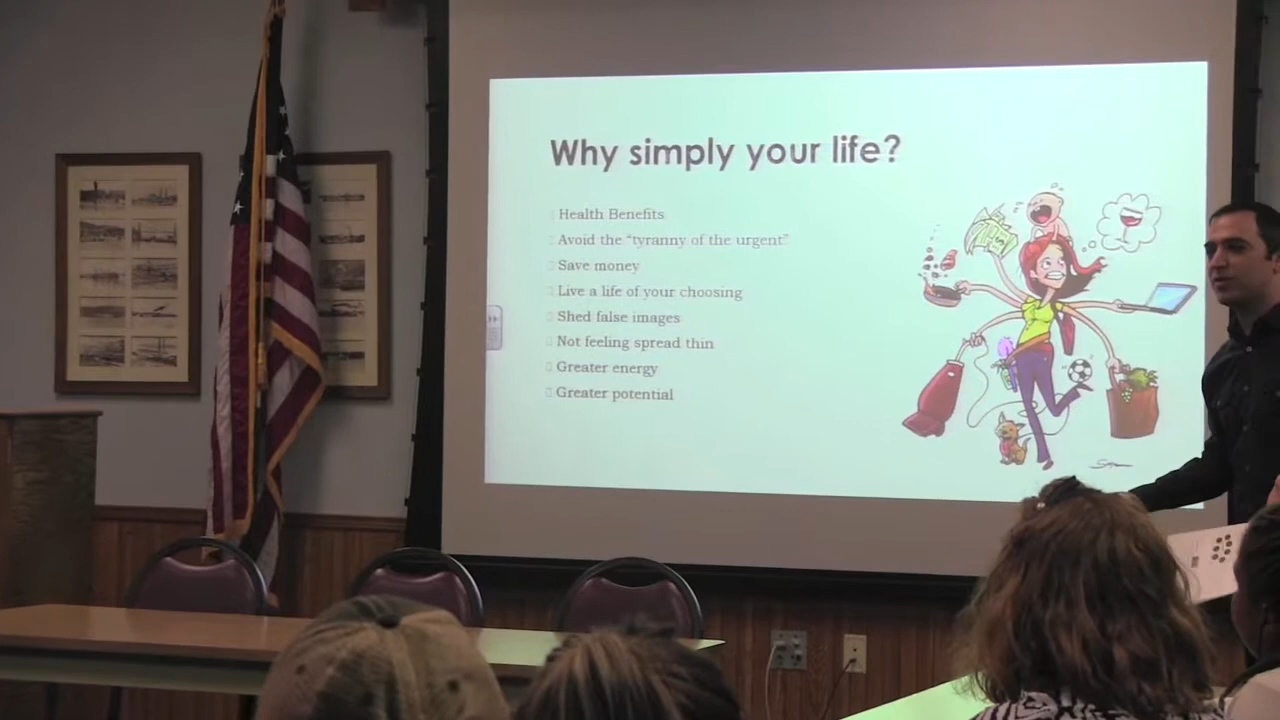 Why simply your life?
Health Benefits
Avoid the "tyranny of the urgent"
Save money
Live a life of your choosing
Shed false images
Not feeling spread thin
Greater energy
Greater potential